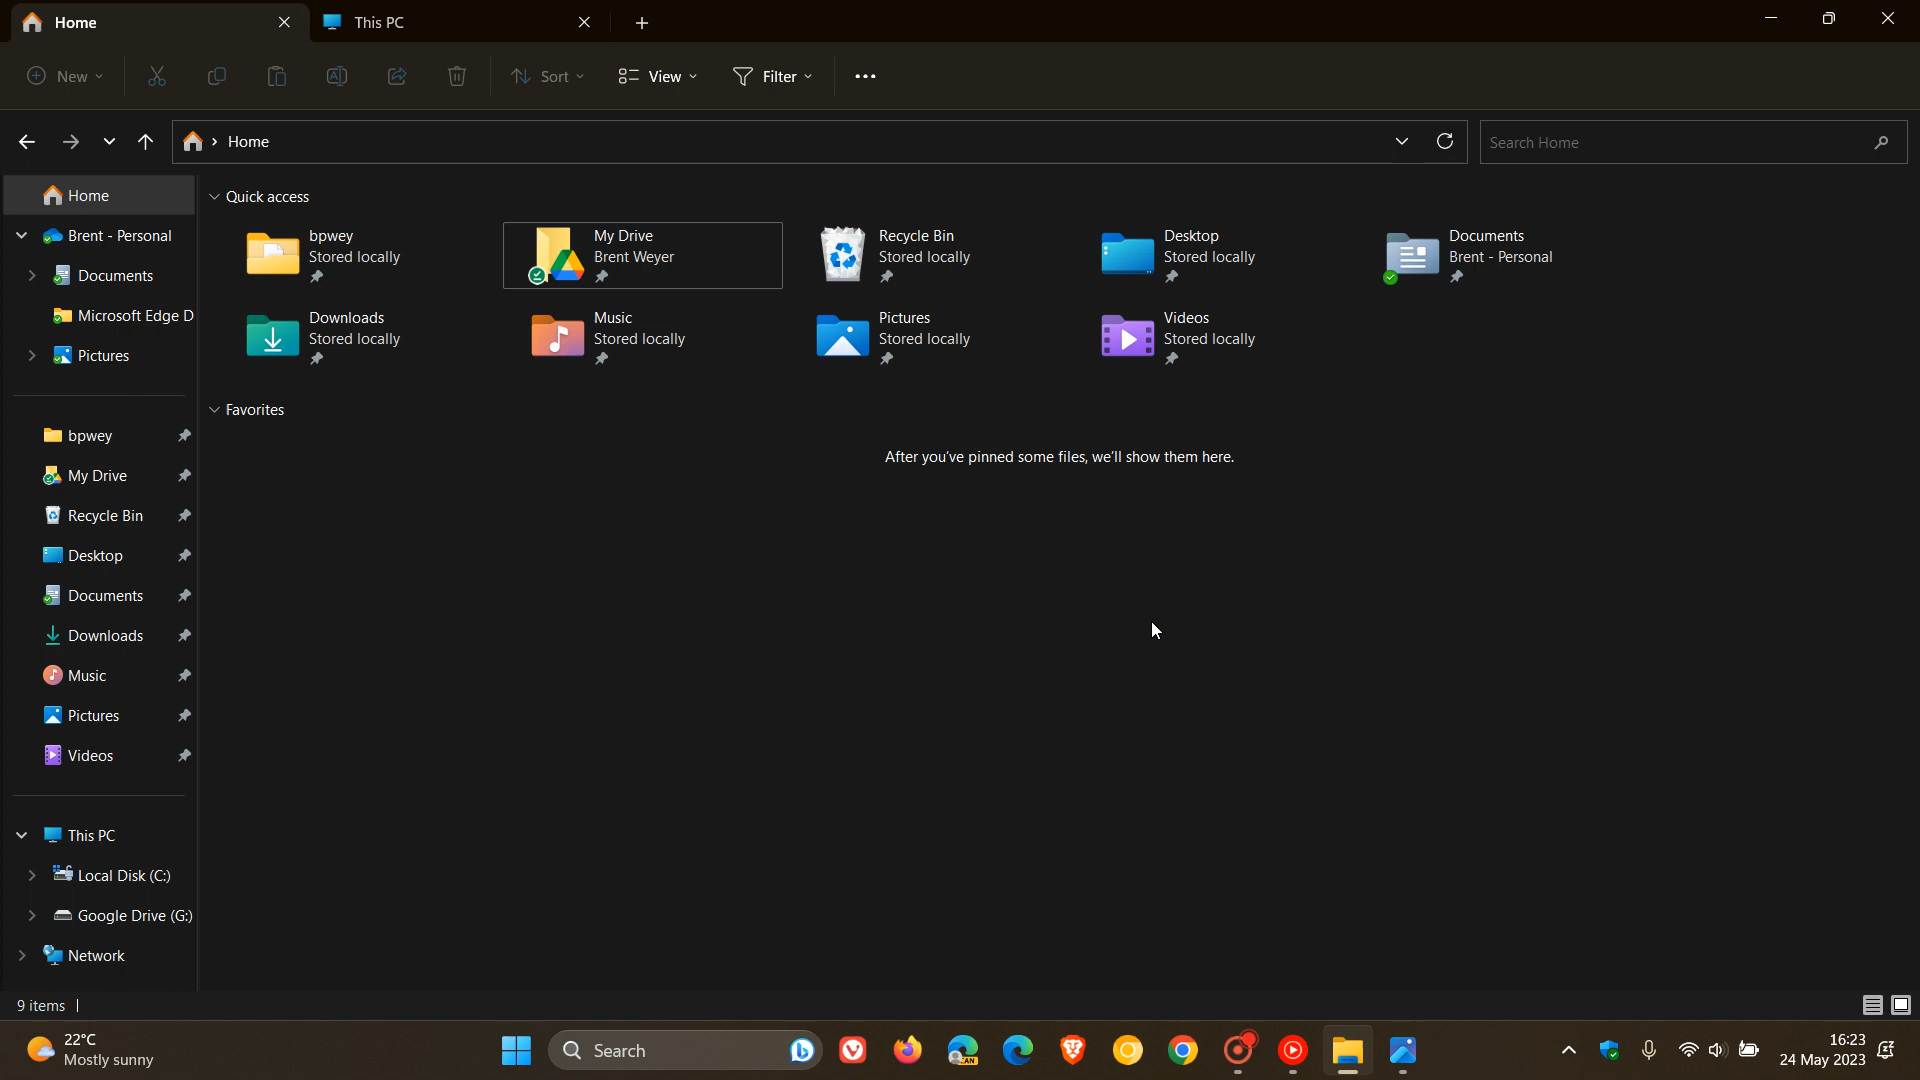 Home
This PC
New
Sort
View
Filter
Home
Search Home
Home
Brent - Personal
Documents
Microsoft Edge D
Pictures
bpwey
My Drive
Recycle Bin
Desktop
Documents
Downloads
Music
Pictures
Videos
This PC
Local Disk (C:)
Google Drive (G:)
Network
Quick access
bpwey
Stored locally
My Drive
Brent Weyer
Recycle Bin
Stored locally
Desktop
Stored locally
Documents
Brent - Personal
Downloads
Stored locally
Music
Stored locally
Pictures
Stored locally
Videos
Stored locally
Favorites
After you've pinned some files, we'll show them here.
9 items
22°C
Mostly sunny
Search
CAN
16:23
24 May 2023